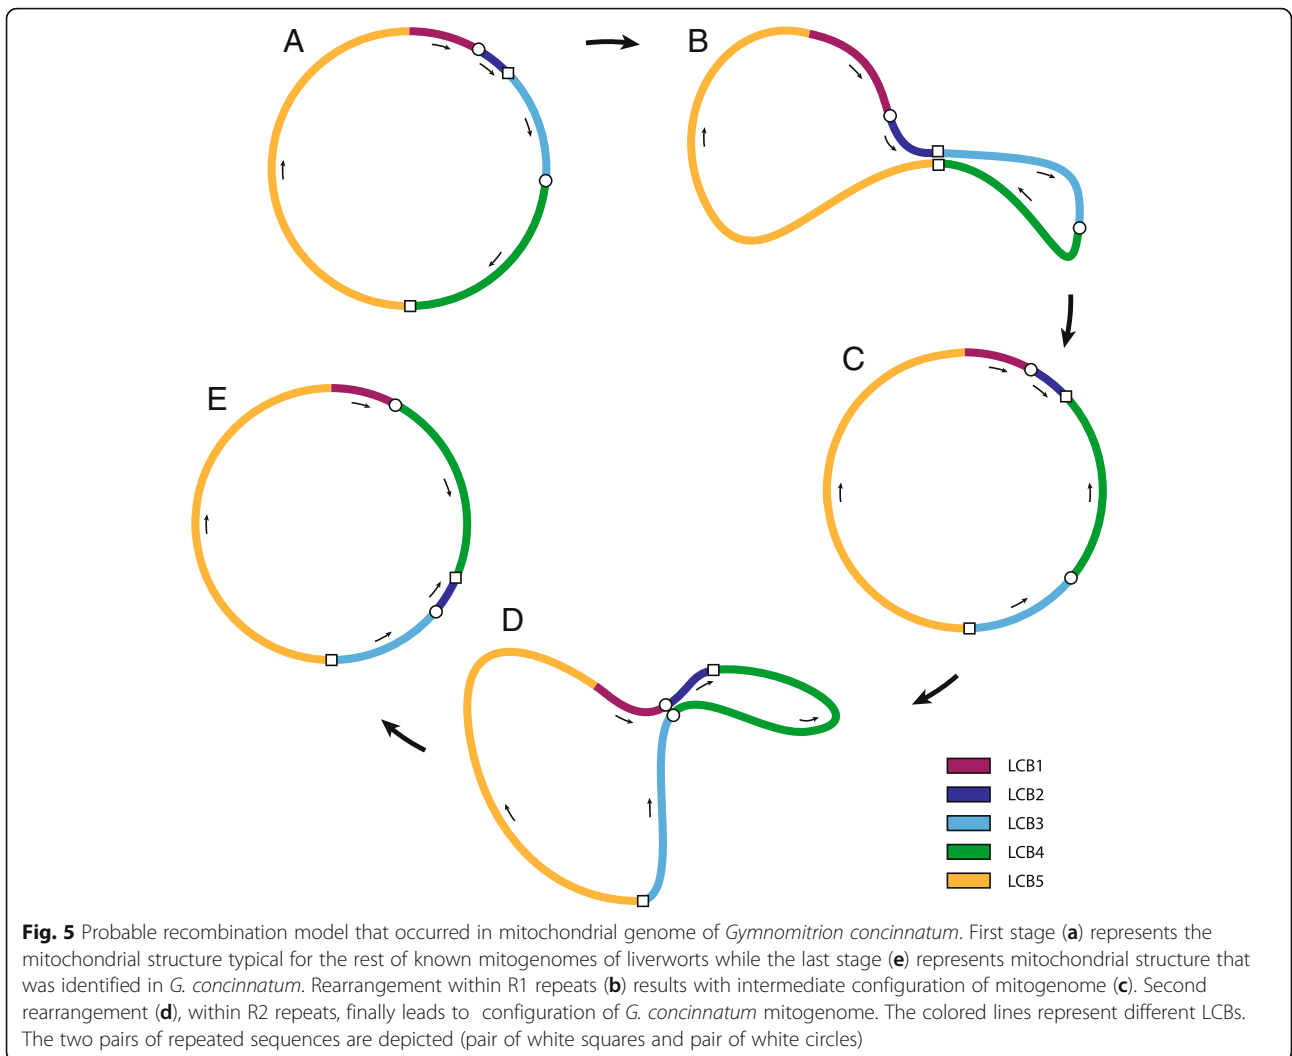 A
B
C
E
D
LCB1
LCB2
LCB3
LCB4
LCB5
Fig. 5 Probable recombination model that occurred in mitochondrial genome of Gymnomitrion concinnatum. First stage (a) represents the
mitochondrial structure typical for the rest of known mitogenomes of liverworts while the last stage (e) represents mitochondrial structure that
was identified in G. concinnatum. Rearrangement within R1 repeats (b) results with intermediate configuration of mitogenome (c). Second
rearrangement (d), within R2 repeats, finally leads to configuration of G. concinnatum mitogenome. The colored lines represent different LCBs.
The two pairs of repeated sequences are depicted (pair of white squares and pair of white circles)